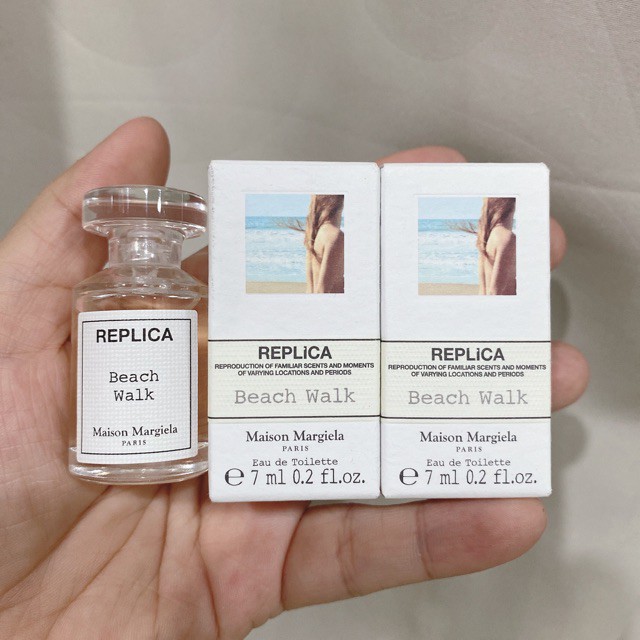 REPLICA
Beach
Walk
Maison Margiela
PARIS
REPLiCA
REPRODUCTION OF FAMILIAR SCENTS AND MOMENTS
OF VARYING LOCATIONS AND PERIODS
Beach Walk
Maison Margiela
PARIS
Eau de Toilette
℮ 7 ml 0.2 fl.oz.
REPLiCA
REPRODUCTION OF FAMILIAR SCENTS AND MOMENTS
OF VARYING LOCATIONS AND PERIODS
Beach Walk
Maison Margiela
PARIS
Eau de Toilette
℮ 7 ml 0.2 fl.oz.